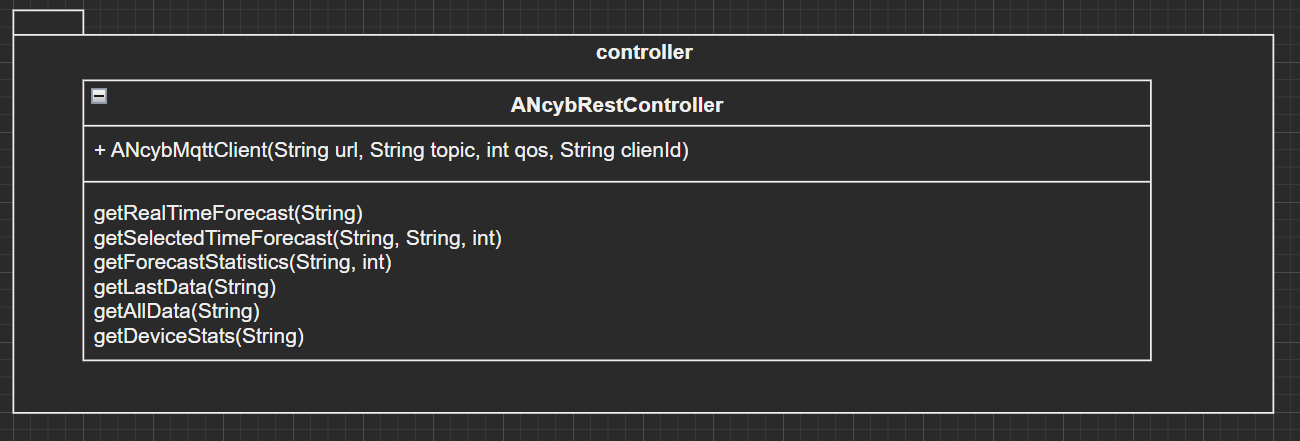 controller
ANcybRestController
+ ANcybMqttClient(String url, String topic, int qos, String clienId)
getRealTimeForecast(String)
getSelectedTimeForecast(String, String, int)
getForecastStatistics(String, int)
getLastData(String)
getAllData(String)
getDeviceStats(String)